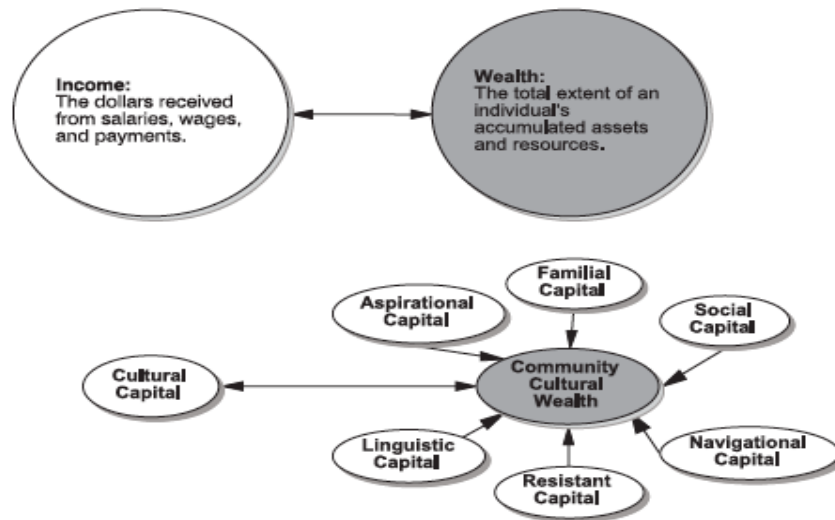 Income:
The dollars received
from salaries, wages,
and payments.
Wealth:
The total extent of an
individual's
accumulated assets
and resources.
Familial
Capital
Aspirational
Capital
Social
Capital
Cultural
Capital
Community
Cultural
Wealth
Linguistic
Capital
Resistant
Capital
Navigational
Capital